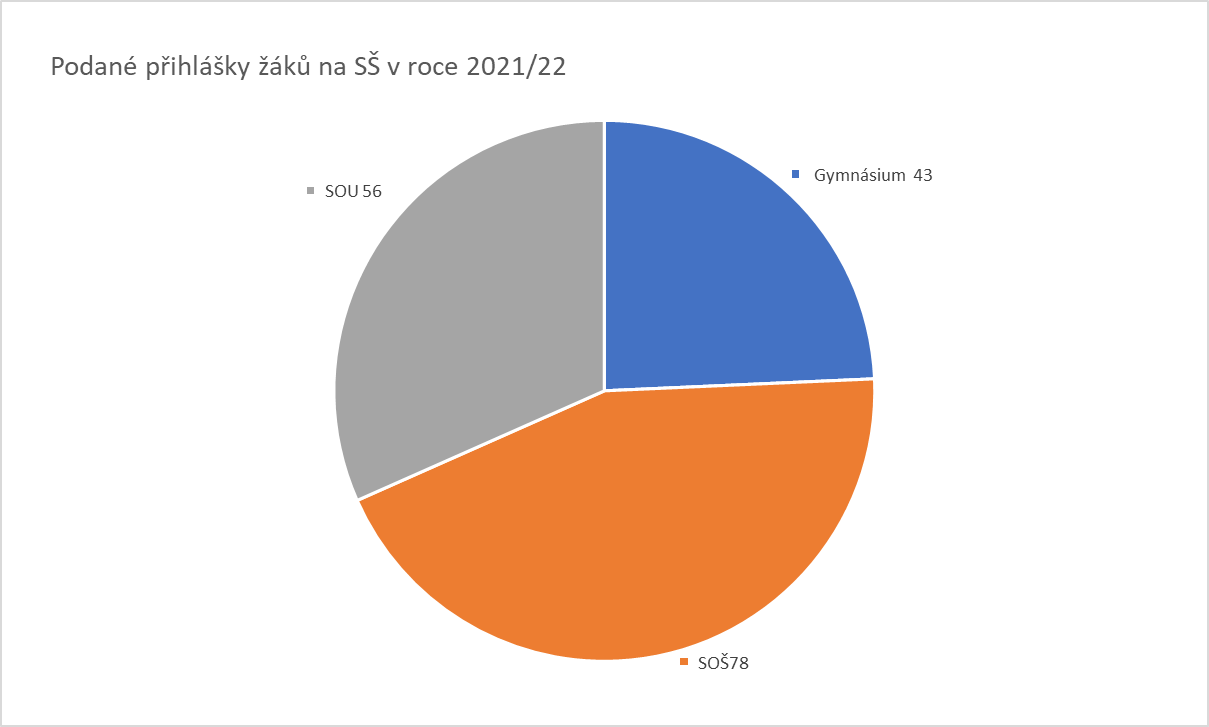 Podané přihlášky žáků na SŠ v roce 2021/22
Gymnásium 43
SOU 56
SOŠ78